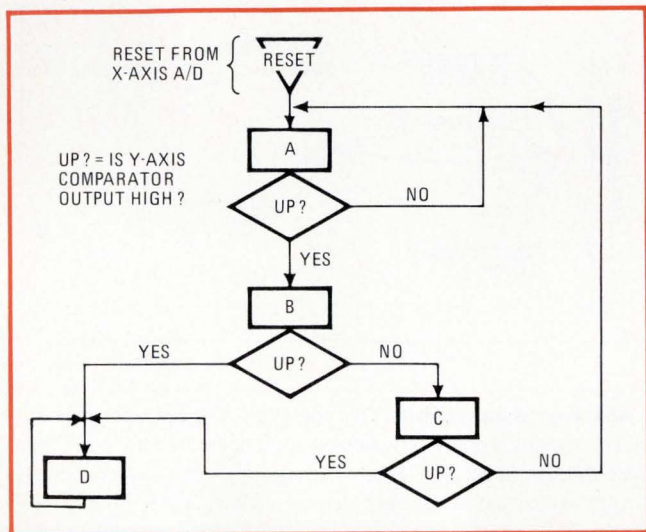 RESET FROM
X-AXIS A/D
RESET
A
UP? = IS Y-AXIS
COMPARATOR
OUTPUT HIGH?
UP?
NO
YES
B
YES
UP?
NO
C
D
YES
UP?
NO